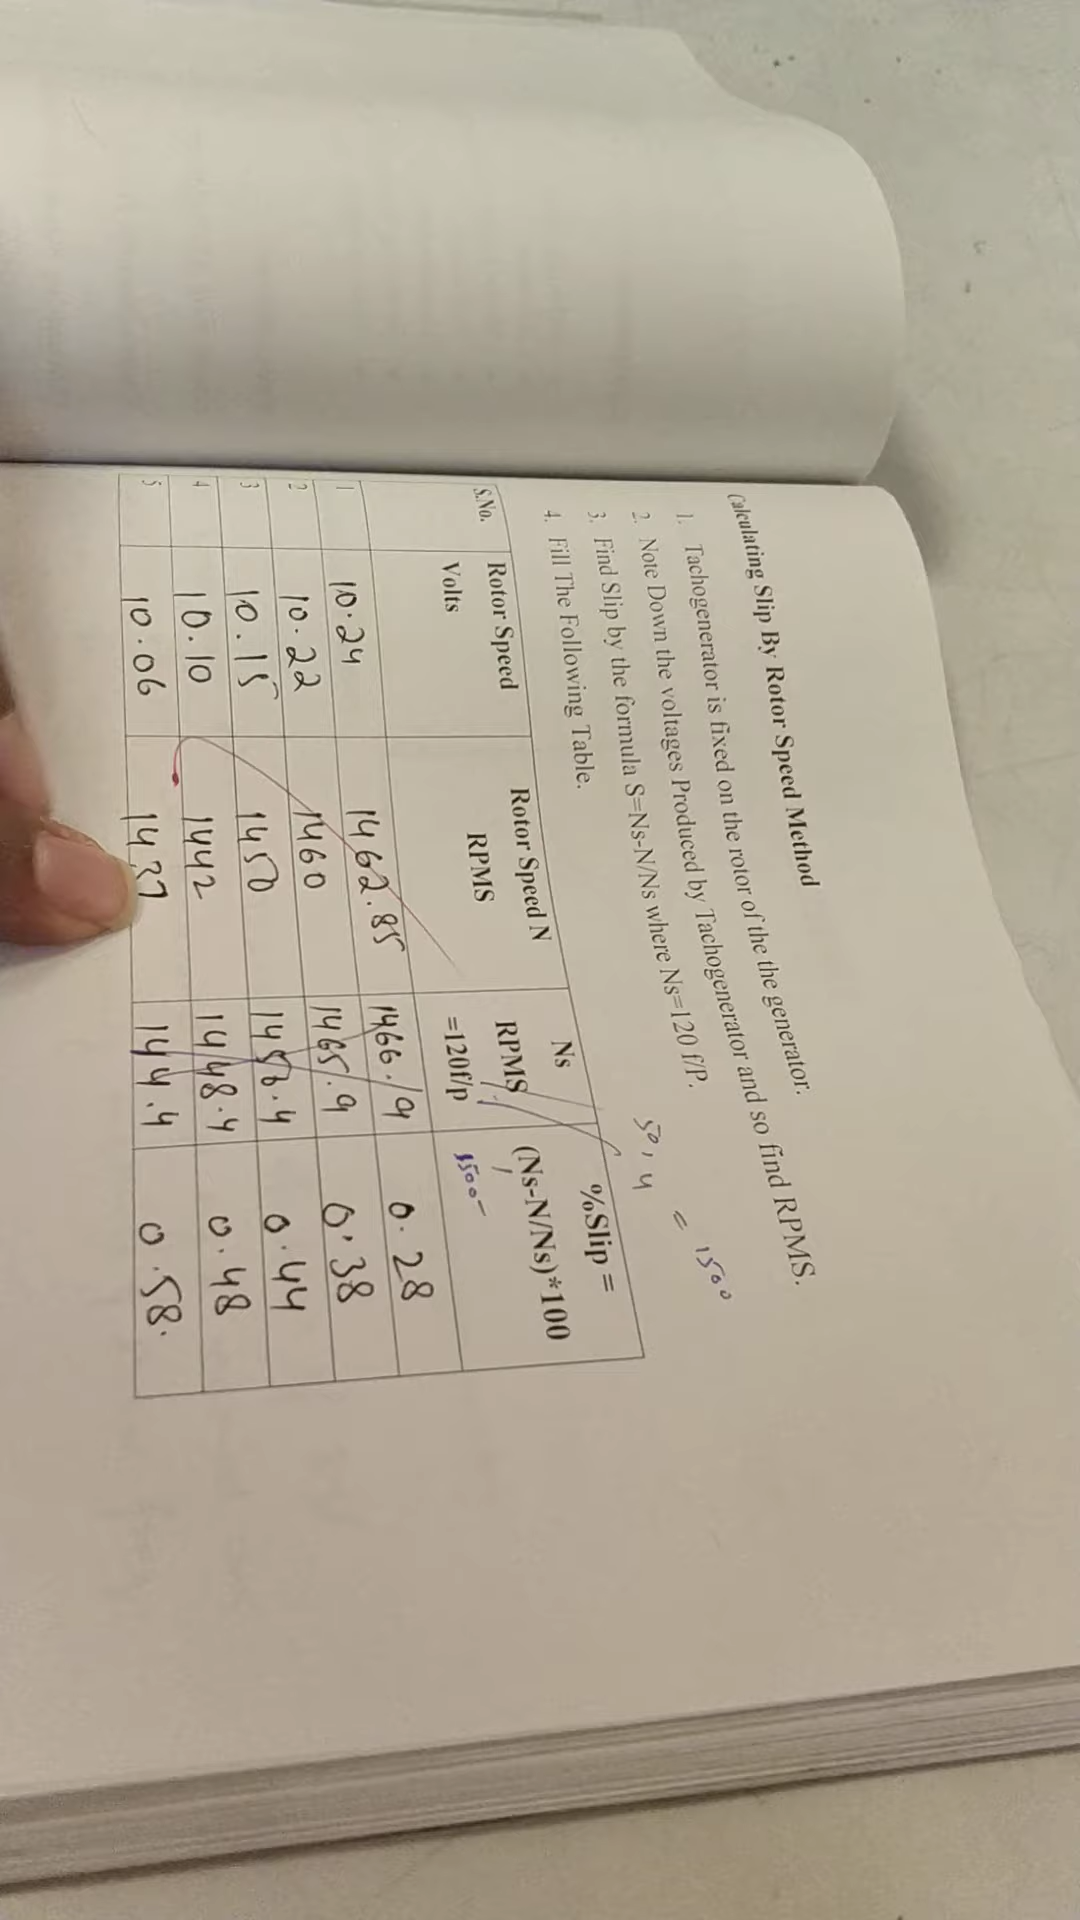 Calculating Slip By Rotor Speed Method
1. Tachogenerator is fixed on the rotor of the the generator.
2. Note Down the voltages Produced by Tachogenerator and so find RPMS.
3. Find Slip by the formula S=Ns-N/Ns where Ns=120 f/P.
50, 4 = 1500
4. Fill The Following Table.
S.No. Rotor Speed Volts Rotor Speed N RPMS Ns RPMS =120f/p %Slip = (Ns-N/Ns)*100
1500
1 10.24 1462.85 1466.9 0.28
2 10.22 1460 1465.9 0.38
3 10.15 1450 0.44
4 10.10 1442 1448.4 0.48
5 10.06 1437 144.4 0.58.